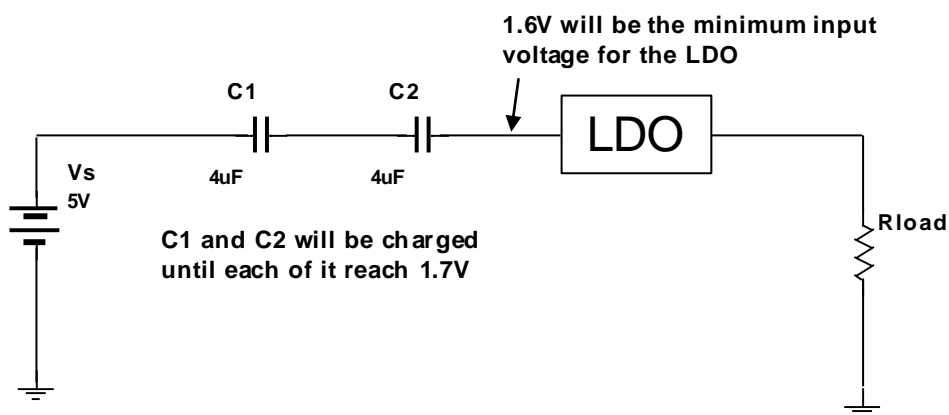 1.6V will be the minimum input
voltage for the LDO
C1
C2
LDO
Vs
5V
4uF
4uF
Rload
C1 and C2 will be charged
until each of it reach 1.7V